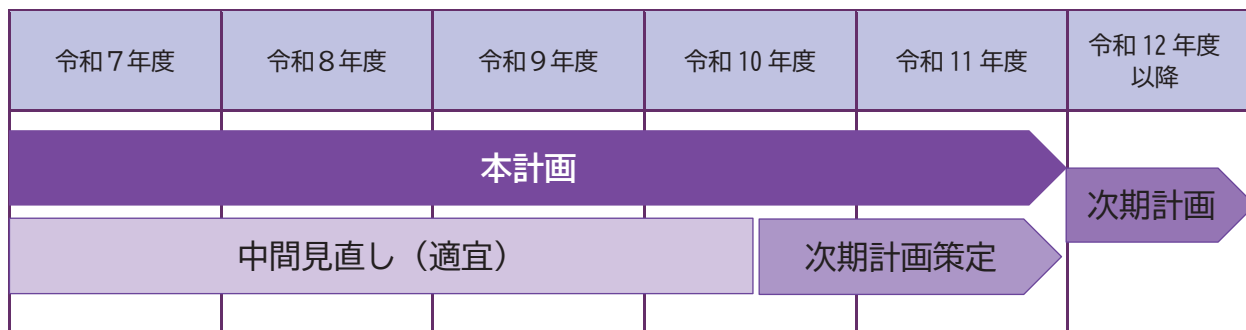 令和７年度
令和８年度
令和９年度
令和 10 年度
令和 11 年度
令和 12 年度
以降
本計画
次期計画
中間見直し（適宜）
次期計画策定